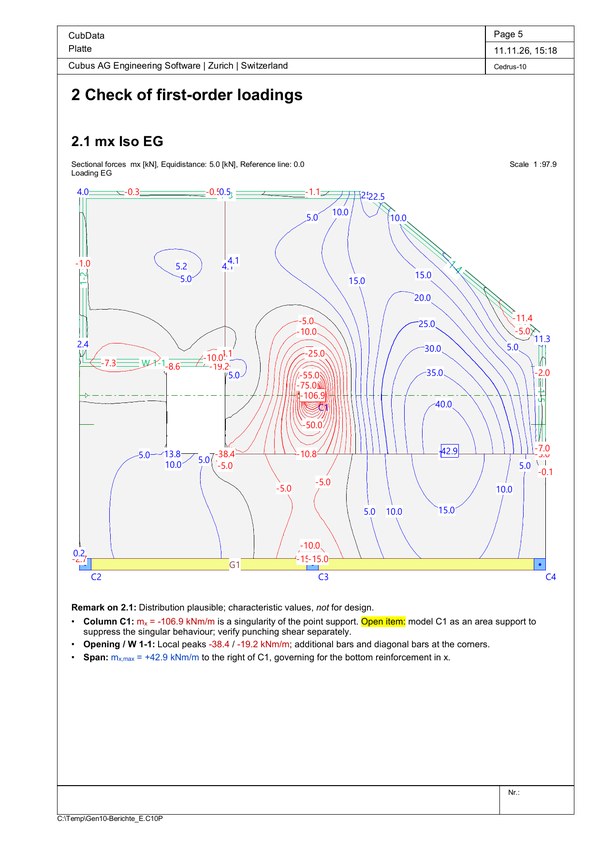 CubData
Platte
Cubus AG Engineering Software | Zurich | Switzerland
Page 5
11.11.26, 15:18
Cedrus-10
2 Check of first-order loadings
2.1 mx Iso EG
Sectional forces mx [kN], Equidistance: 5.0 [kN], Reference line: 0.0
Scale 1 :97.9
Loading EG
4.0
-0.3
0.5
-1.1
22.5
5.0
10.0
10.0
-1.0
5.2
5.0
4.1
15.0
15.0
-1.4
20.0
-11.4
-5.0
2.4
-5.0
-10.0
25.0
11.3
5.0
-7.3
W 1-1
-8.6
-10.0
-19.2
5.0
-25.0
30.0
-55.0
-75.0
-106.9
C1
35.0
-2.0
40.0
-50.0
5.0
13.8
10.0
5.0
-38.4
-5.0
-10.8
42.9
-7.0
5.0
-0.1
-5.0
-5.0
10.0
5.0
10.0
15.0
-10.0
0.2
G1
-15.0
C2
C3
C4
Remark on 2.1: Distribution plausible; characteristic values, not for design.
• Column C1: mx = -106.9 kNm/m is a singularity of the point support. Open item: model C1 as an area support to
suppress the singular behaviour; verify punching shear separately.
• Opening / W 1-1: Local peaks -38.4 / -19.2 kNm/m; additional bars and diagonal bars at the corners.
• Span: mx,max = +42.9 kNm/m to the right of C1, governing for the bottom reinforcement in x.
Nr.:
C:\Temp\Gen10-Berichte_E.C10P